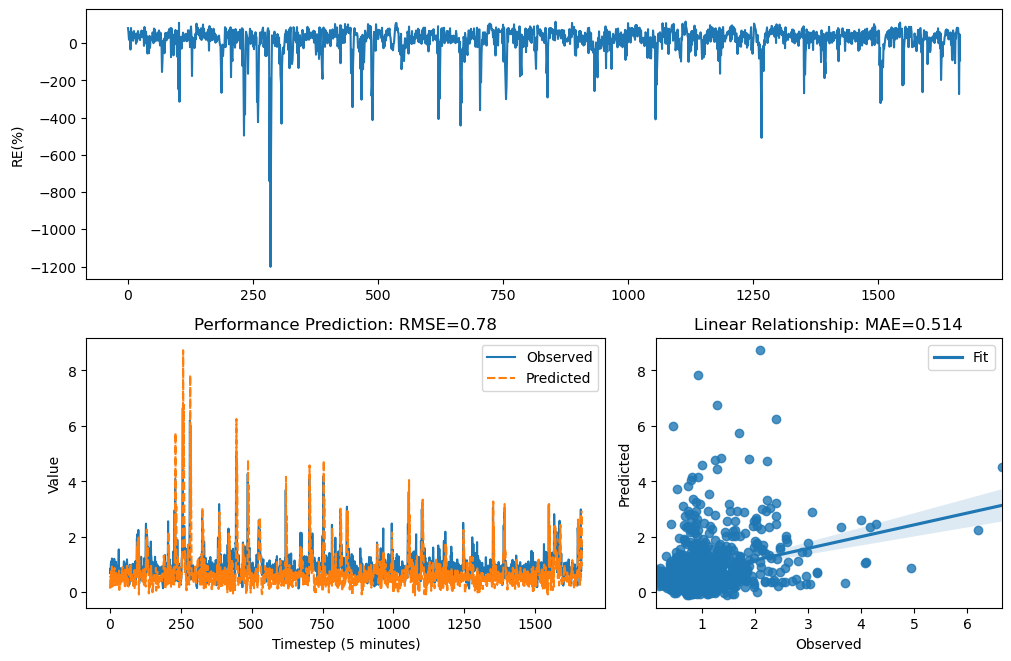 RE(%)
0
−200
−400
−600
−800
−1000
−1200
0 250 500 750 1000 1250 1500
Performance Prediction: RMSE=0.78
Observed
Predicted
Value
8
6
4
2
0
0 250 500 750 1000 1250 1500
Timestep (5 minutes)
Linear Relationship: MAE=0.514
Fit
Predicted
8
6
4
2
0
1 2 3 4 5 6
Observed